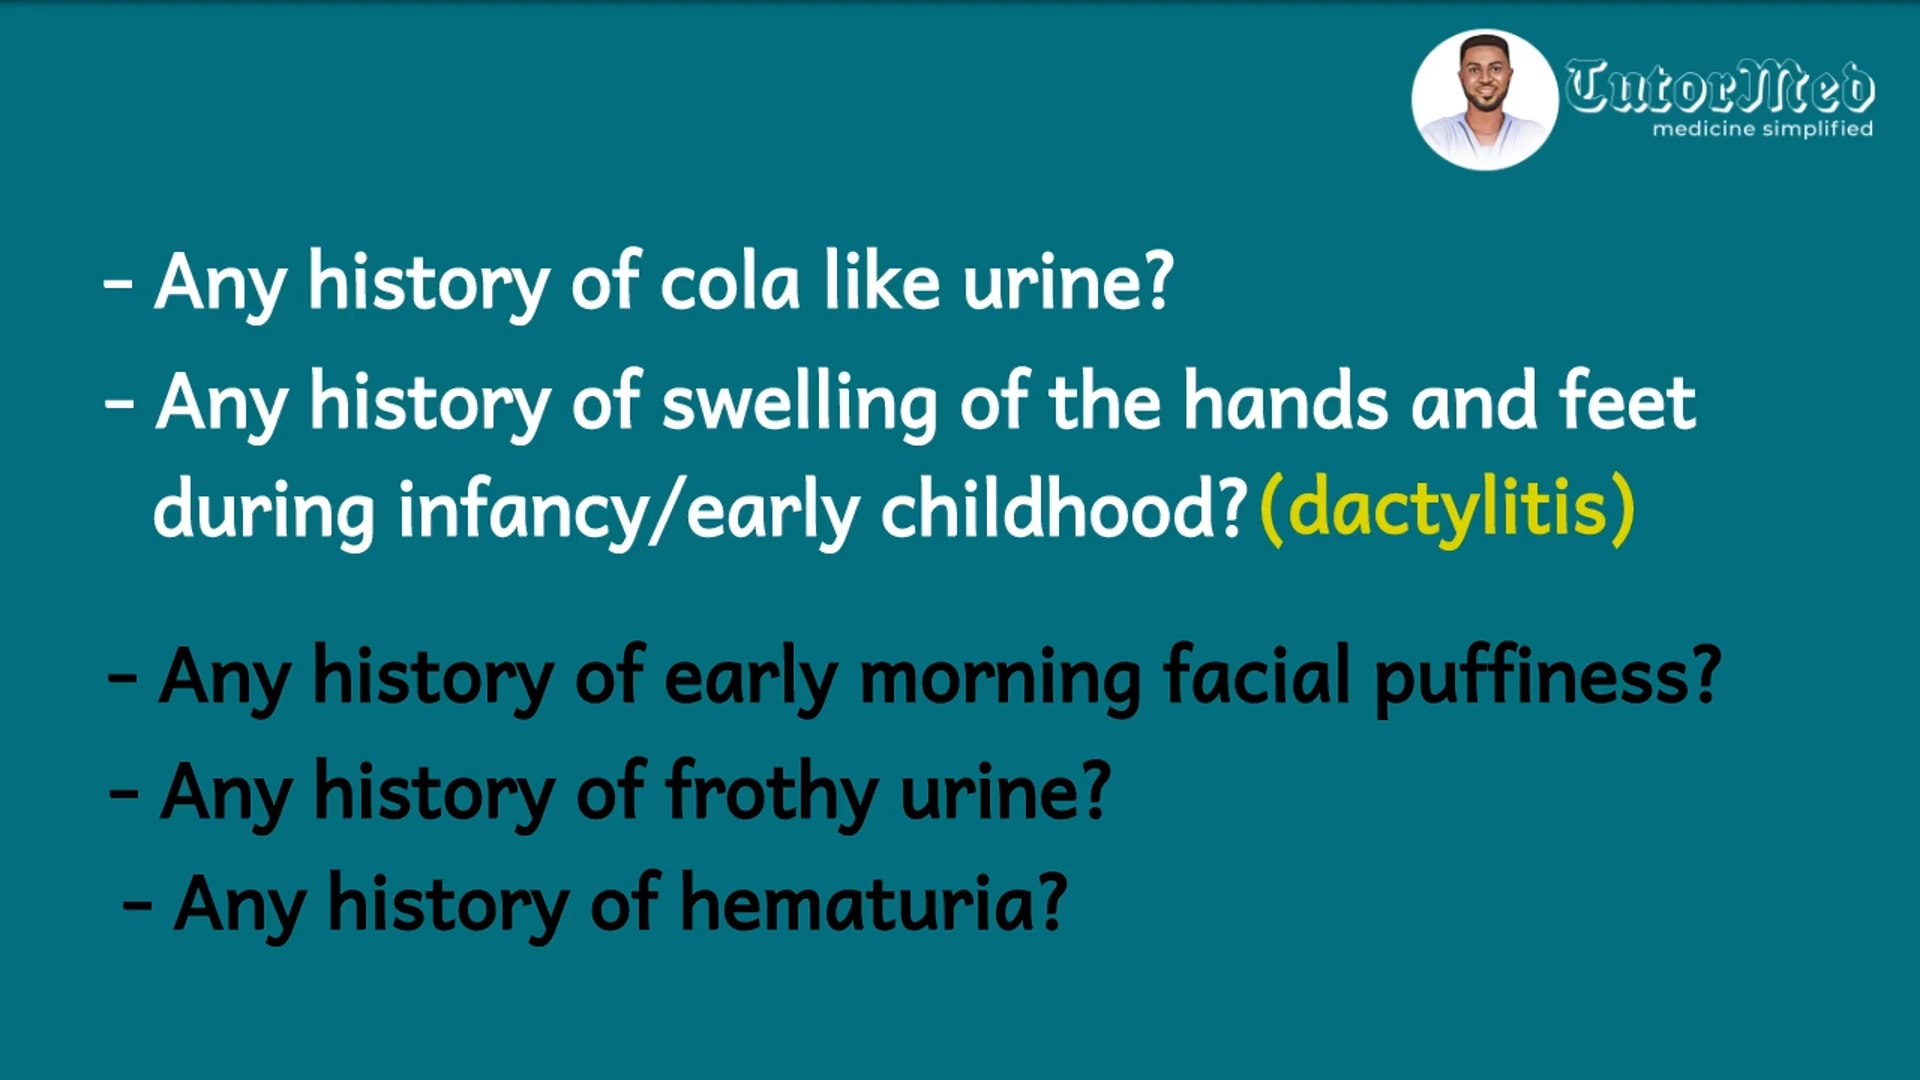 TutorMed
medicine simplified
- Any history of cola like urine?
- Any history of swelling of the hands and feet
during infancy/early childhood? (dactylitis)
- Any history of early morning facial puffiness?
- Any history of frothy urine?
- Any history of hematuria?